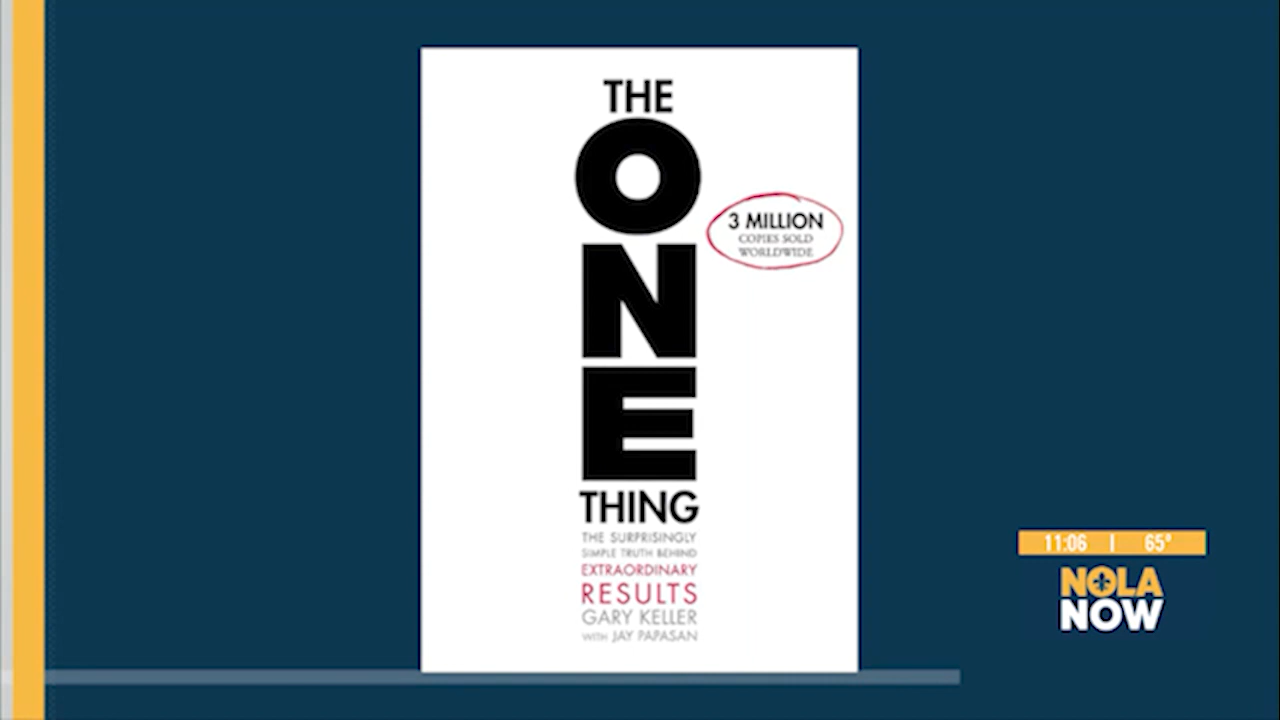 THE
ONE
THING
THE SURPRISINGLY
SIMPLE TRUTH BEHIND
EXTRAORDINARY
RESULTS
GARY KELLER
WITH JAY PAPASAN
3 MILLION
COPIES SOLD
WORLDWIDE
11:06 | 65°
NOLA
NOW